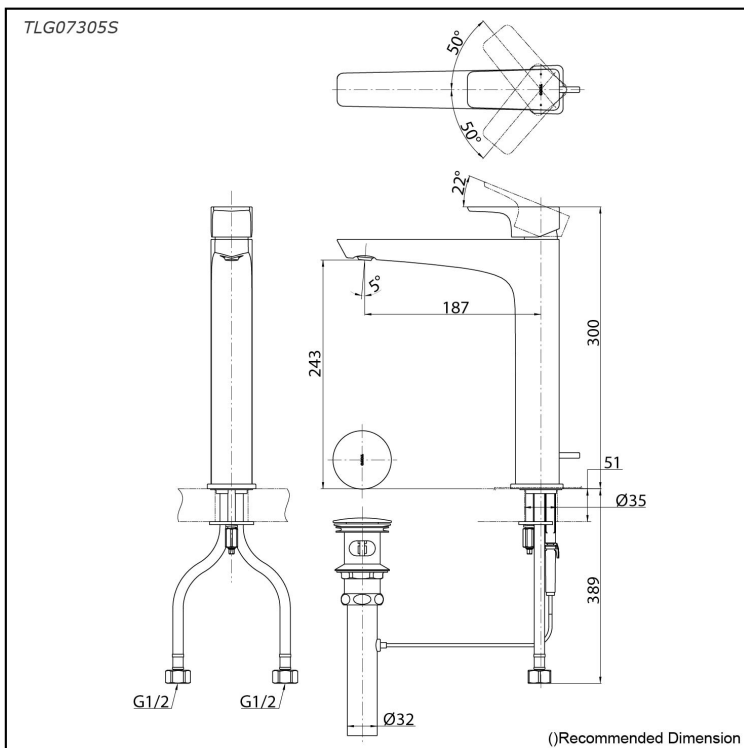 TLG07305S
50°
50°
22°
5°
187
243
300
51
Ø35
389
G1/2
G1/2
Ø32
()Recommended Dimension